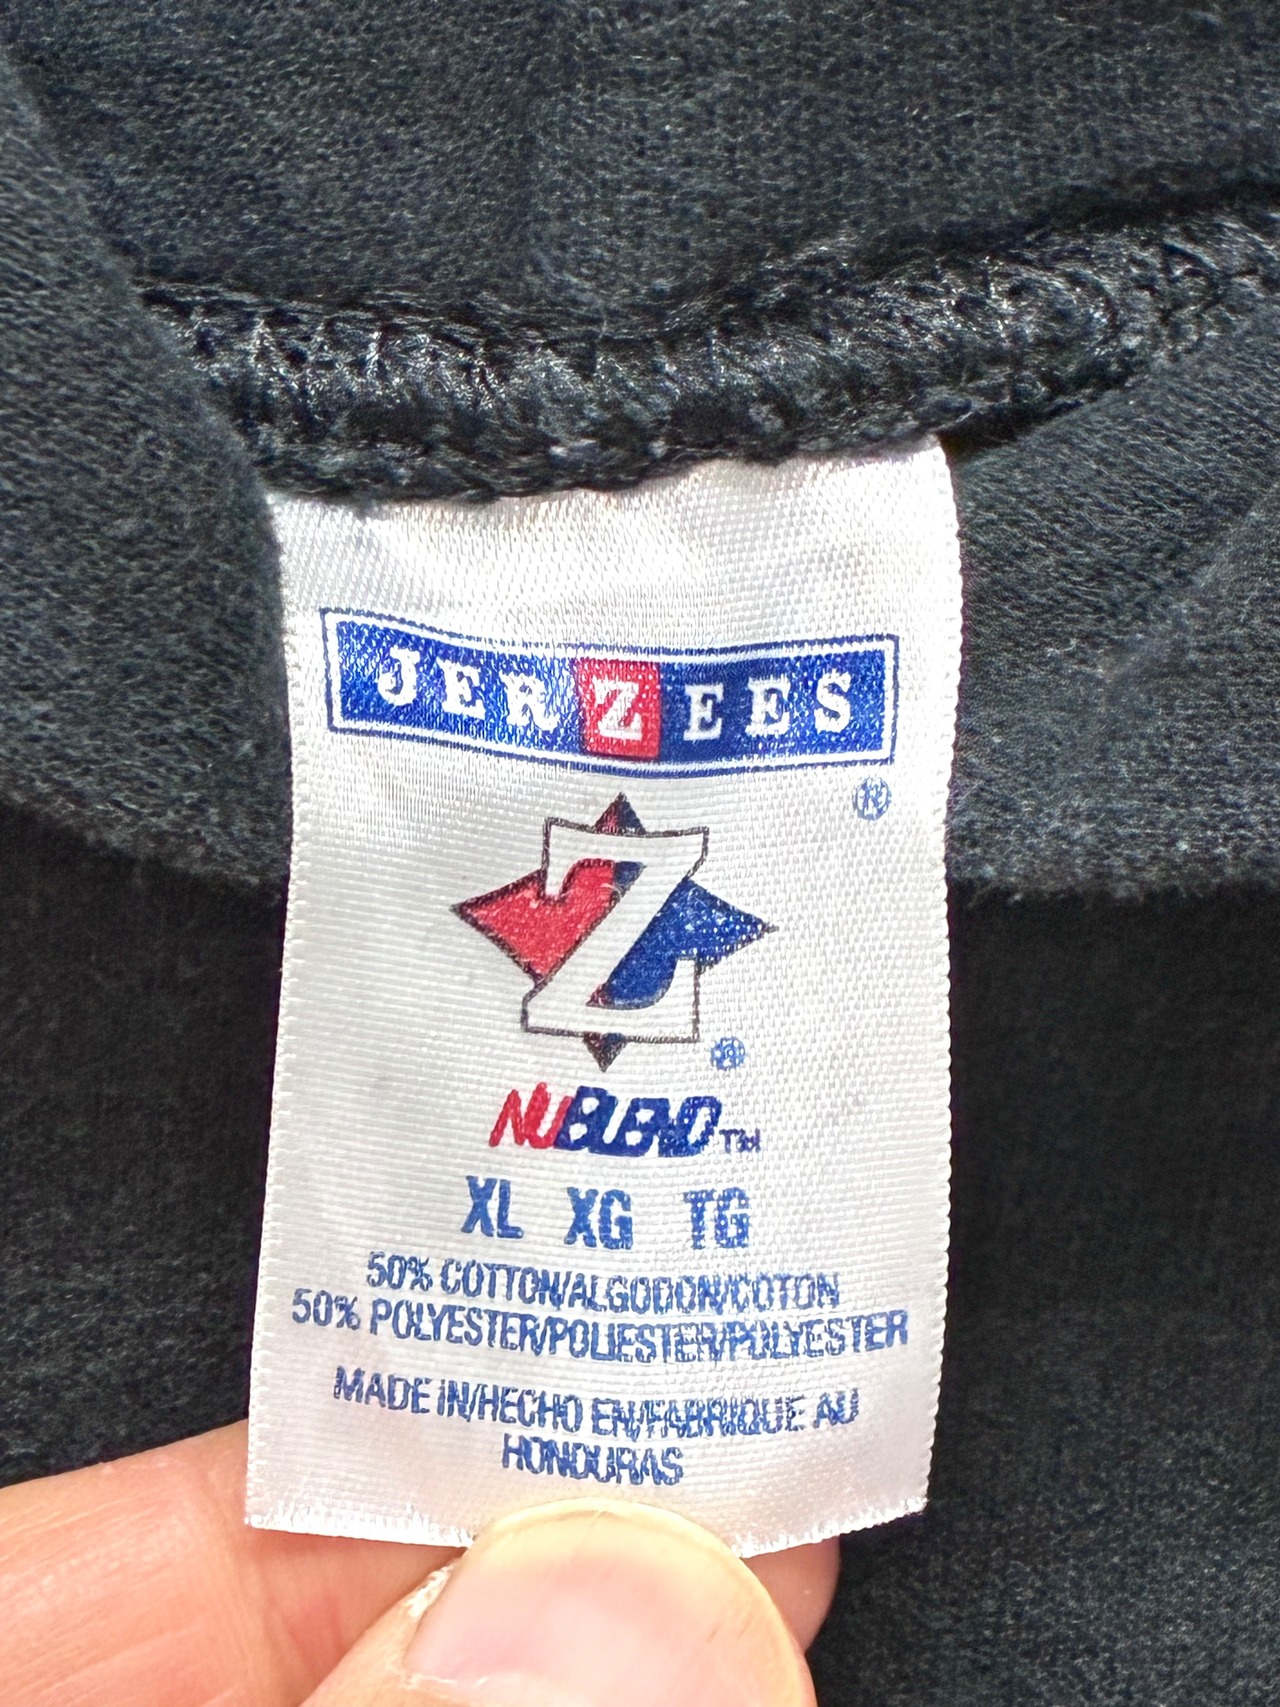 JERZEES
®
Z
®
NUBLEND™
XL XG TG
50% COTTON/ALGODON/COTON
50% POLYESTER/POLIESTER/POLYESTER
MADE IN/HECHO EN/FABRIQUE AU
HONDURAS